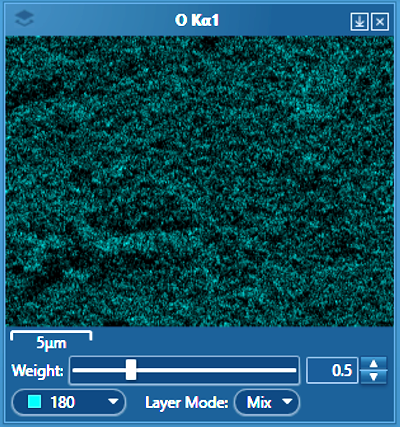 O Kα1
5μm
Weight: 0.5
180 Layer Mode: Mix